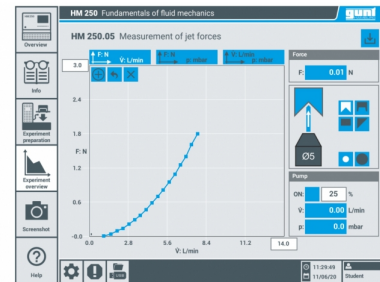 HM 250 Fundamentals of fluid mechanics
gunt
HM 250.05 Measurement of jet forces
Overview
Info
Experiment preparation
Experiment overview
Screenshot
Help
F: N
V̇: L/min
F: N
p: mbar
V̇: L/min
p: mbar
3.0
2.4
1.8
F: N
1.2
0.6
-0.0
0.0 2.8 5.6 8.4 11.2 14.0
V̇: L/min
Force
F: 0.01 N
Ø5
Pump
ON: 25 %
V̇: 0.00 L/min
p: 0.0 mbar
11:29:49
11/06/20
Student